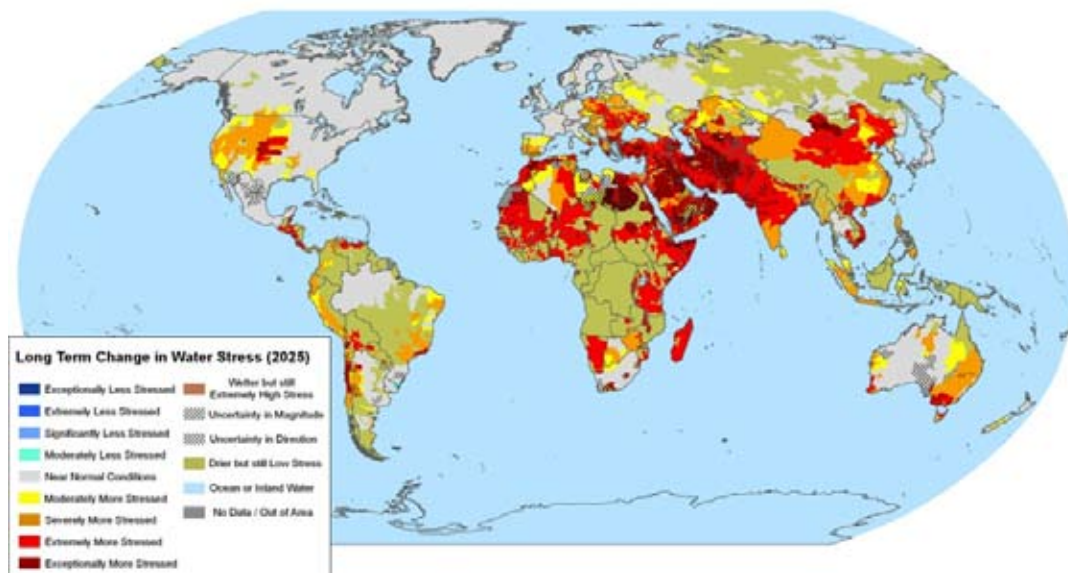 Long Term Change in Water Stress (2025)
Exceptionally Less Stressed
Extremely Less Stressed
Significantly Less Stressed
Moderately Less Stressed
Near Normal Conditions
Moderately More Stressed
Severely More Stressed
Extremely More Stressed
Exceptionally More Stressed
Wetter but still
Extremely High Stress
Uncertainty in Magnitude
Uncertainty in Direction
Drier but still Low Stress
Ocean or Inland Water
No Data / Out of Area